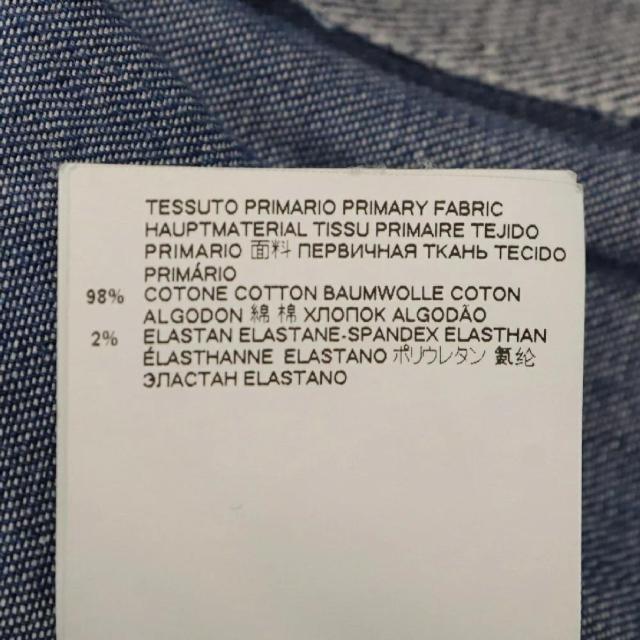 TESSUTO PRIMARIO PRIMARY FABRIC
HAUPTMATERIAL TISSU PRIMAIRE TEJIDO
PRIMARIO 面料 ПЕРВИЧНАЯ ТКАНЬ TECIDO
PRIMÁRIO
98% COTONE COTTON BAUMWOLLE COTON
ALGODON 綿 棉 ХЛОПОК ALGODÃO
2% ELASTAN ELASTANE-SPANDEX ELASTHAN
ÉLASTHANNE ELASTANO ポリウレタン 氨纶
ЭЛАСТАН ELASTANO